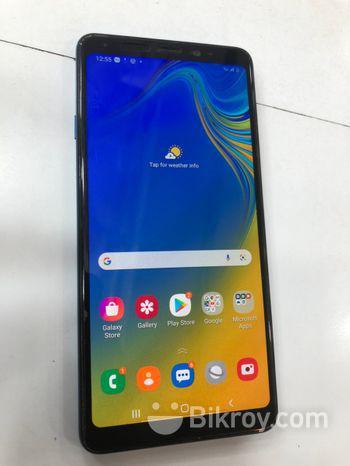 12:55
Tap for weather info
Galaxy Store
Gallery
Play Store
Google
Microsoft Apps
Bikroy.com